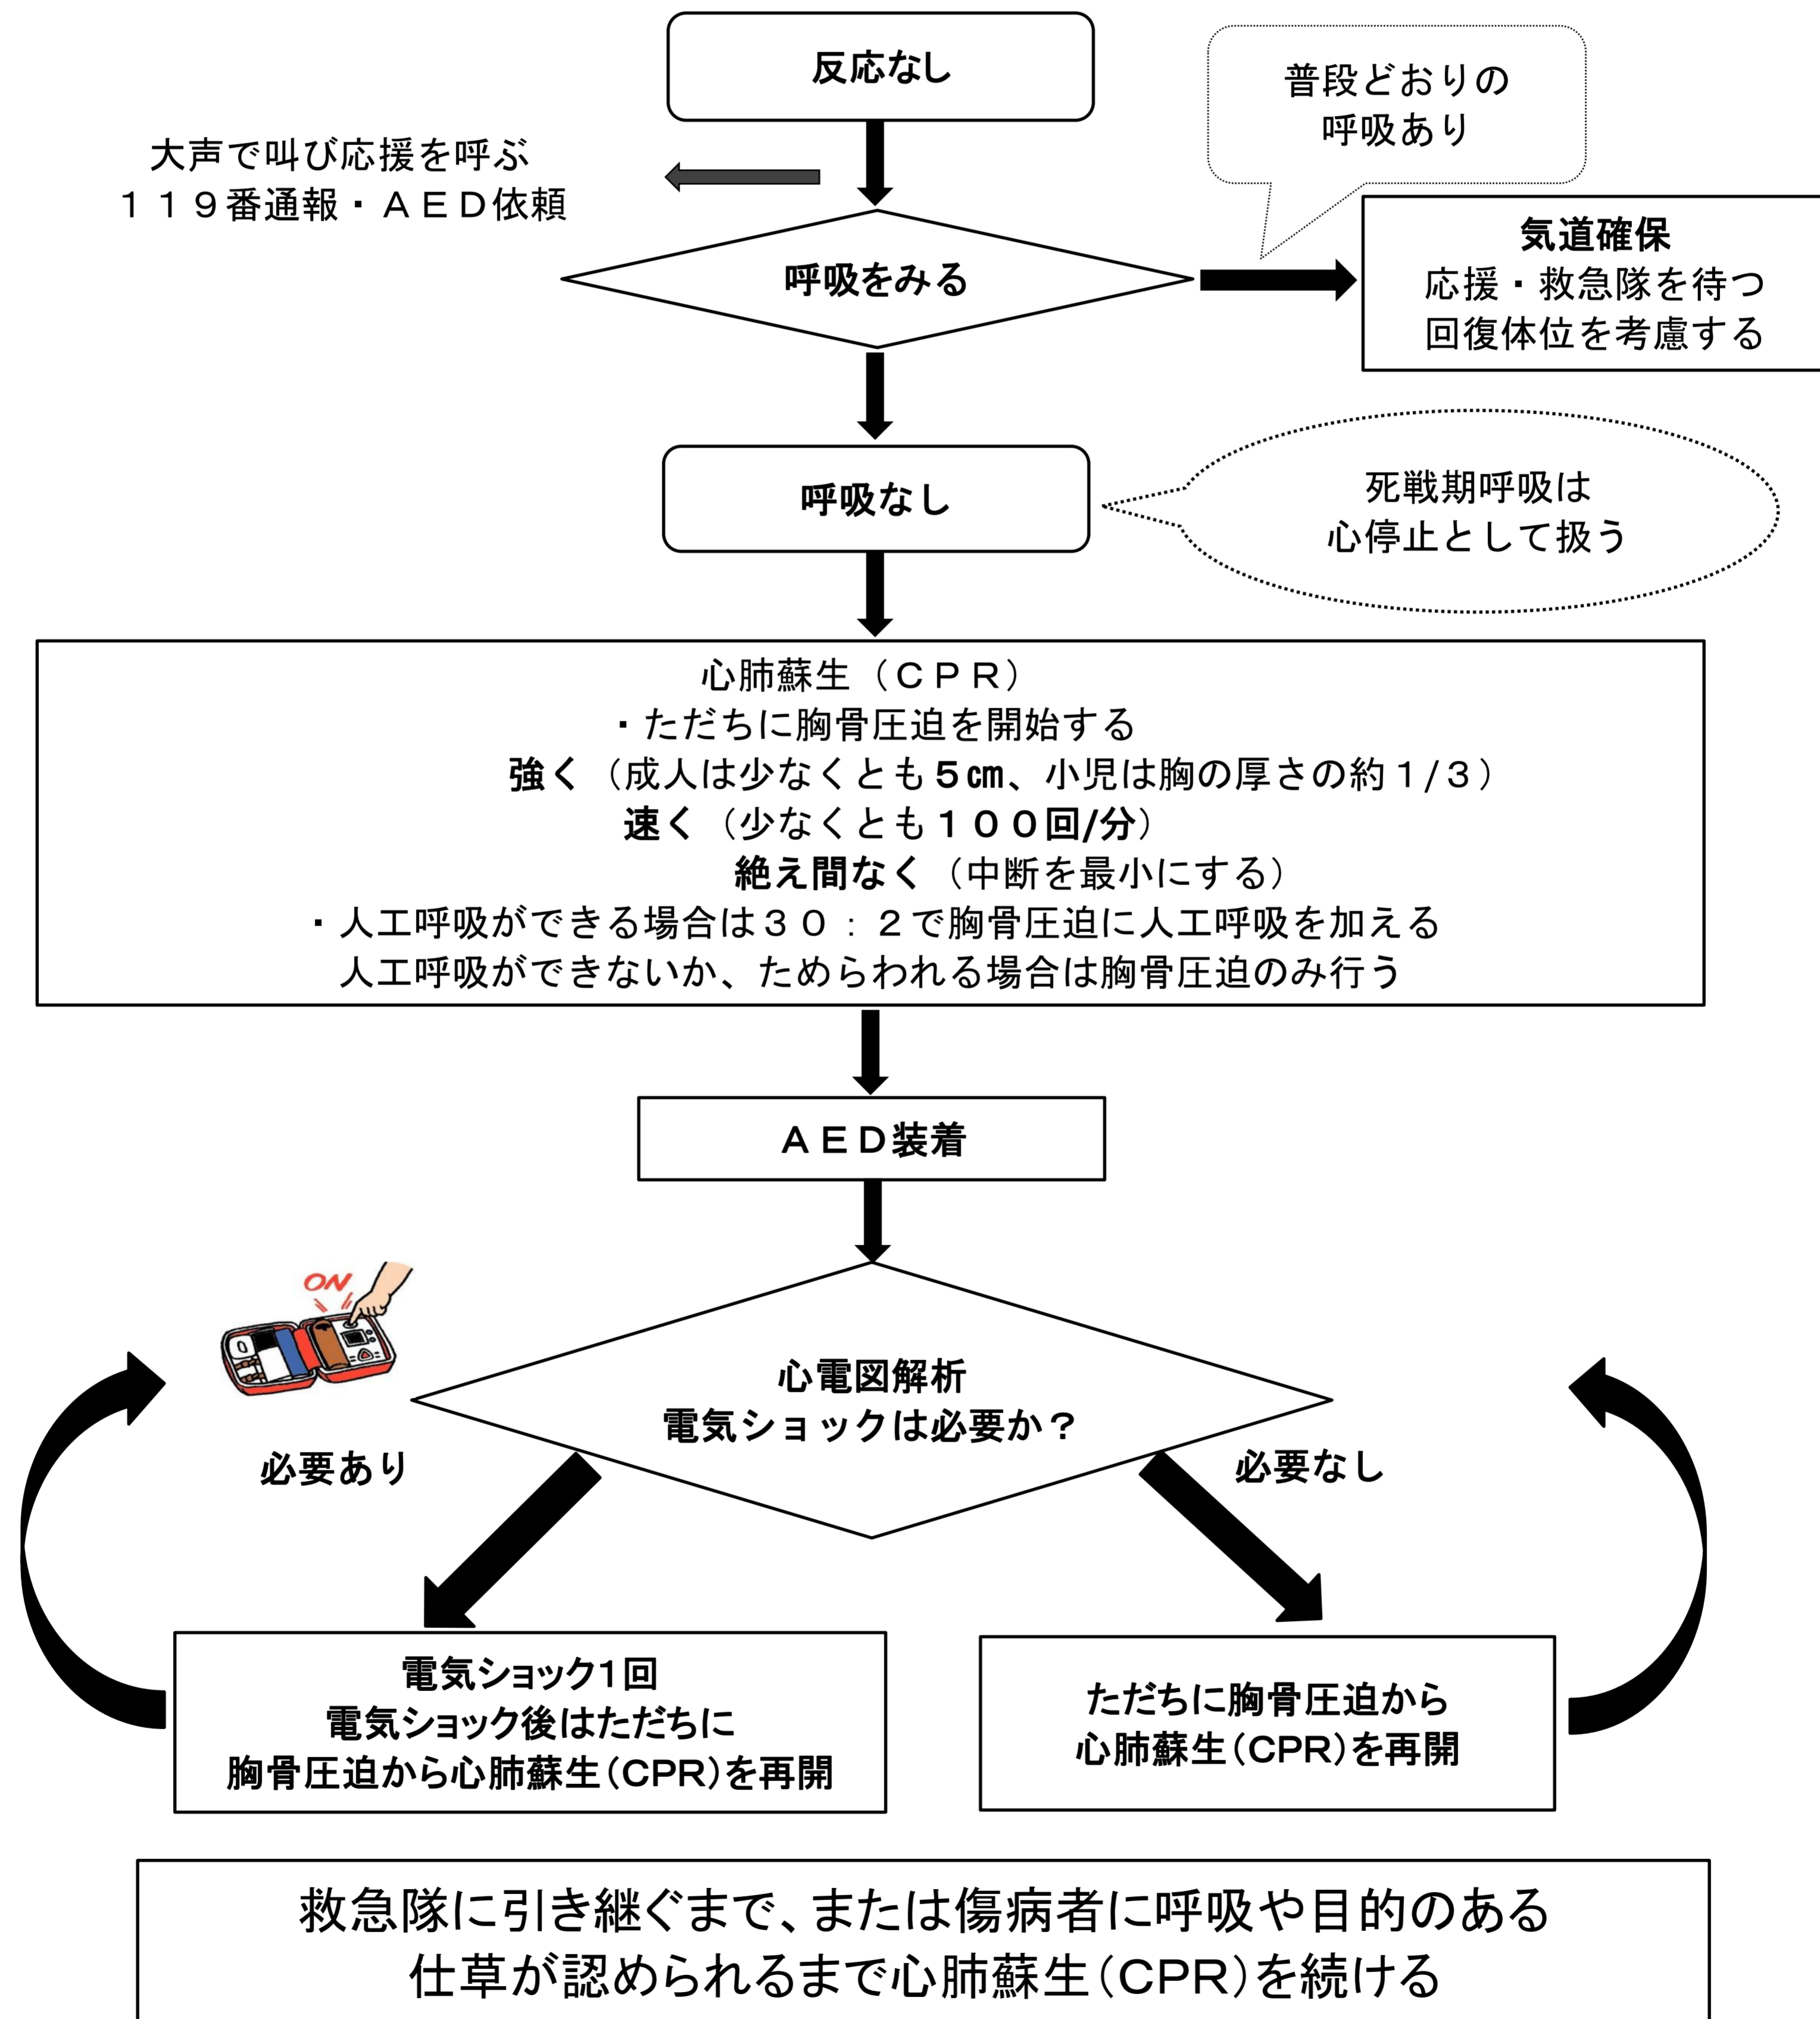 反応なし
普段どおりの
呼吸あり
大声で叫び応援を呼ぶ
119番通報・AED依頼
呼吸をみる
気道確保
応援・救急隊を待つ
回復体位を考慮する
呼吸なし
死戦期呼吸は
心停止として扱う
心肺蘇生(CPR)
・ただちに胸骨圧迫を開始する
強く(成人は少なくとも5㎝、小児は胸の厚さの約1/3)
速く(少なくとも100回/分)
絶え間なく(中断を最小にする)
・人工呼吸ができる場合は30:2で胸骨圧迫に人工呼吸を加える
人工呼吸ができないか、ためらわれる場合は胸骨圧迫のみ行う
AED装着
ON
心電図解析
電気ショックは必要か?
必要あり
必要なし
電気ショック1回
電気ショック後はただちに
胸骨圧迫から心肺蘇生(CPR)を再開
ただちに胸骨圧迫から
心肺蘇生(CPR)を再開
救急隊に引き継ぐまで、または傷病者に呼吸や目的のある
仕草が認められるまで心肺蘇生(CPR)を続ける